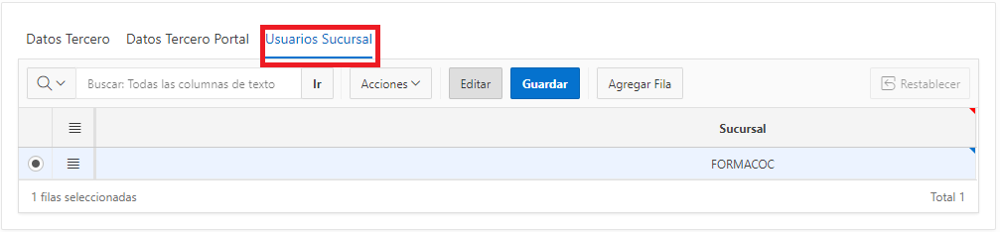 Datos Tercero Datos Tercero Portal Usuarios Sucursal
Buscar: Todas las columnas de texto Ir Acciones Editar Guardar Agregar Fila Restablecer
Sucursal
FORMACOC
1 filas seleccionadas Total 1